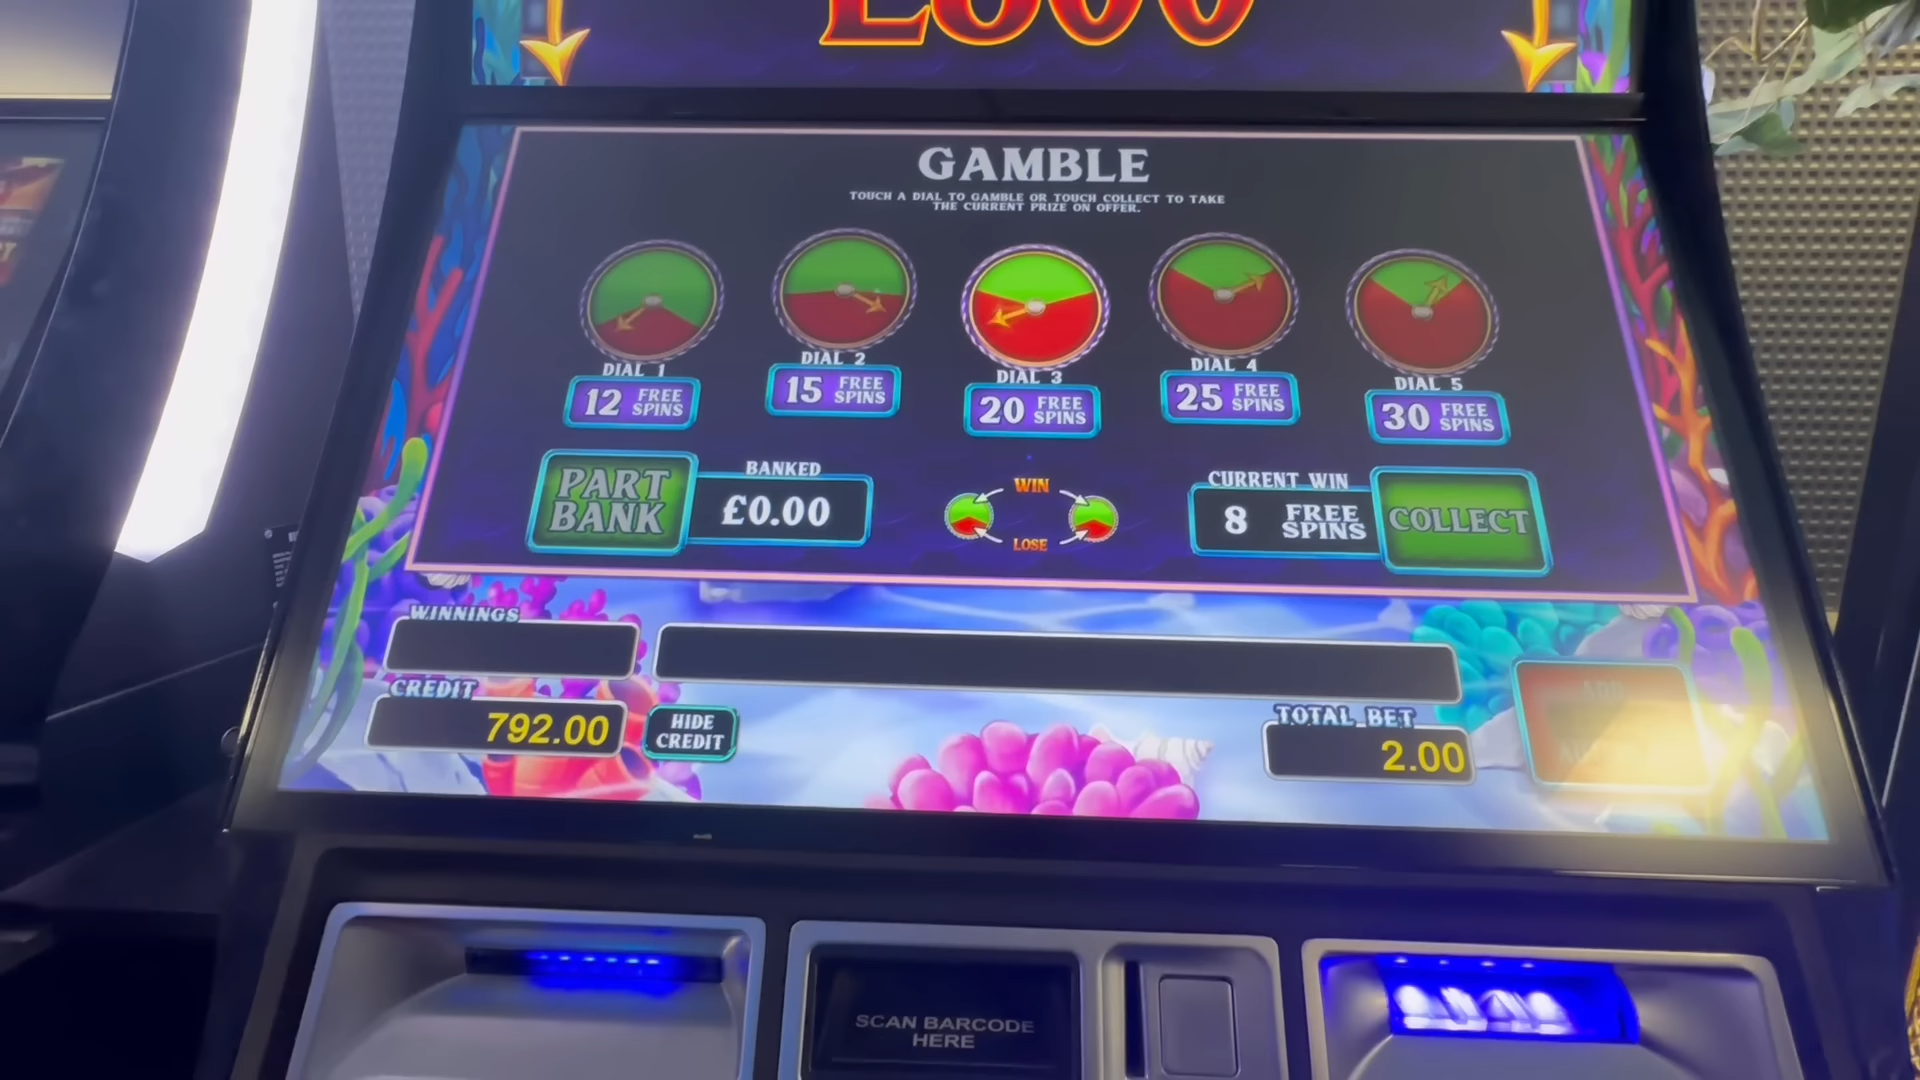 £800
GAMBLE
TOUCH A DIAL TO GAMBLE OR TOUCH COLLECT TO TAKE
THE CURRENT PRIZE ON OFFER.
DIAL 1
12 FREE SPINS
DIAL 2
15 FREE SPINS
DIAL 3
20 FREE SPINS
DIAL 4
25 FREE SPINS
DIAL 5
30 FREE SPINS
PART
BANK
BANKED
£0.00
WIN
LOSE
CURRENT WIN
8 FREE SPINS
COLLECT
WINNINGS
CREDIT
792.00
HIDE
CREDIT
TOTAL BET
2.00
SCAN BARCODE
HERE